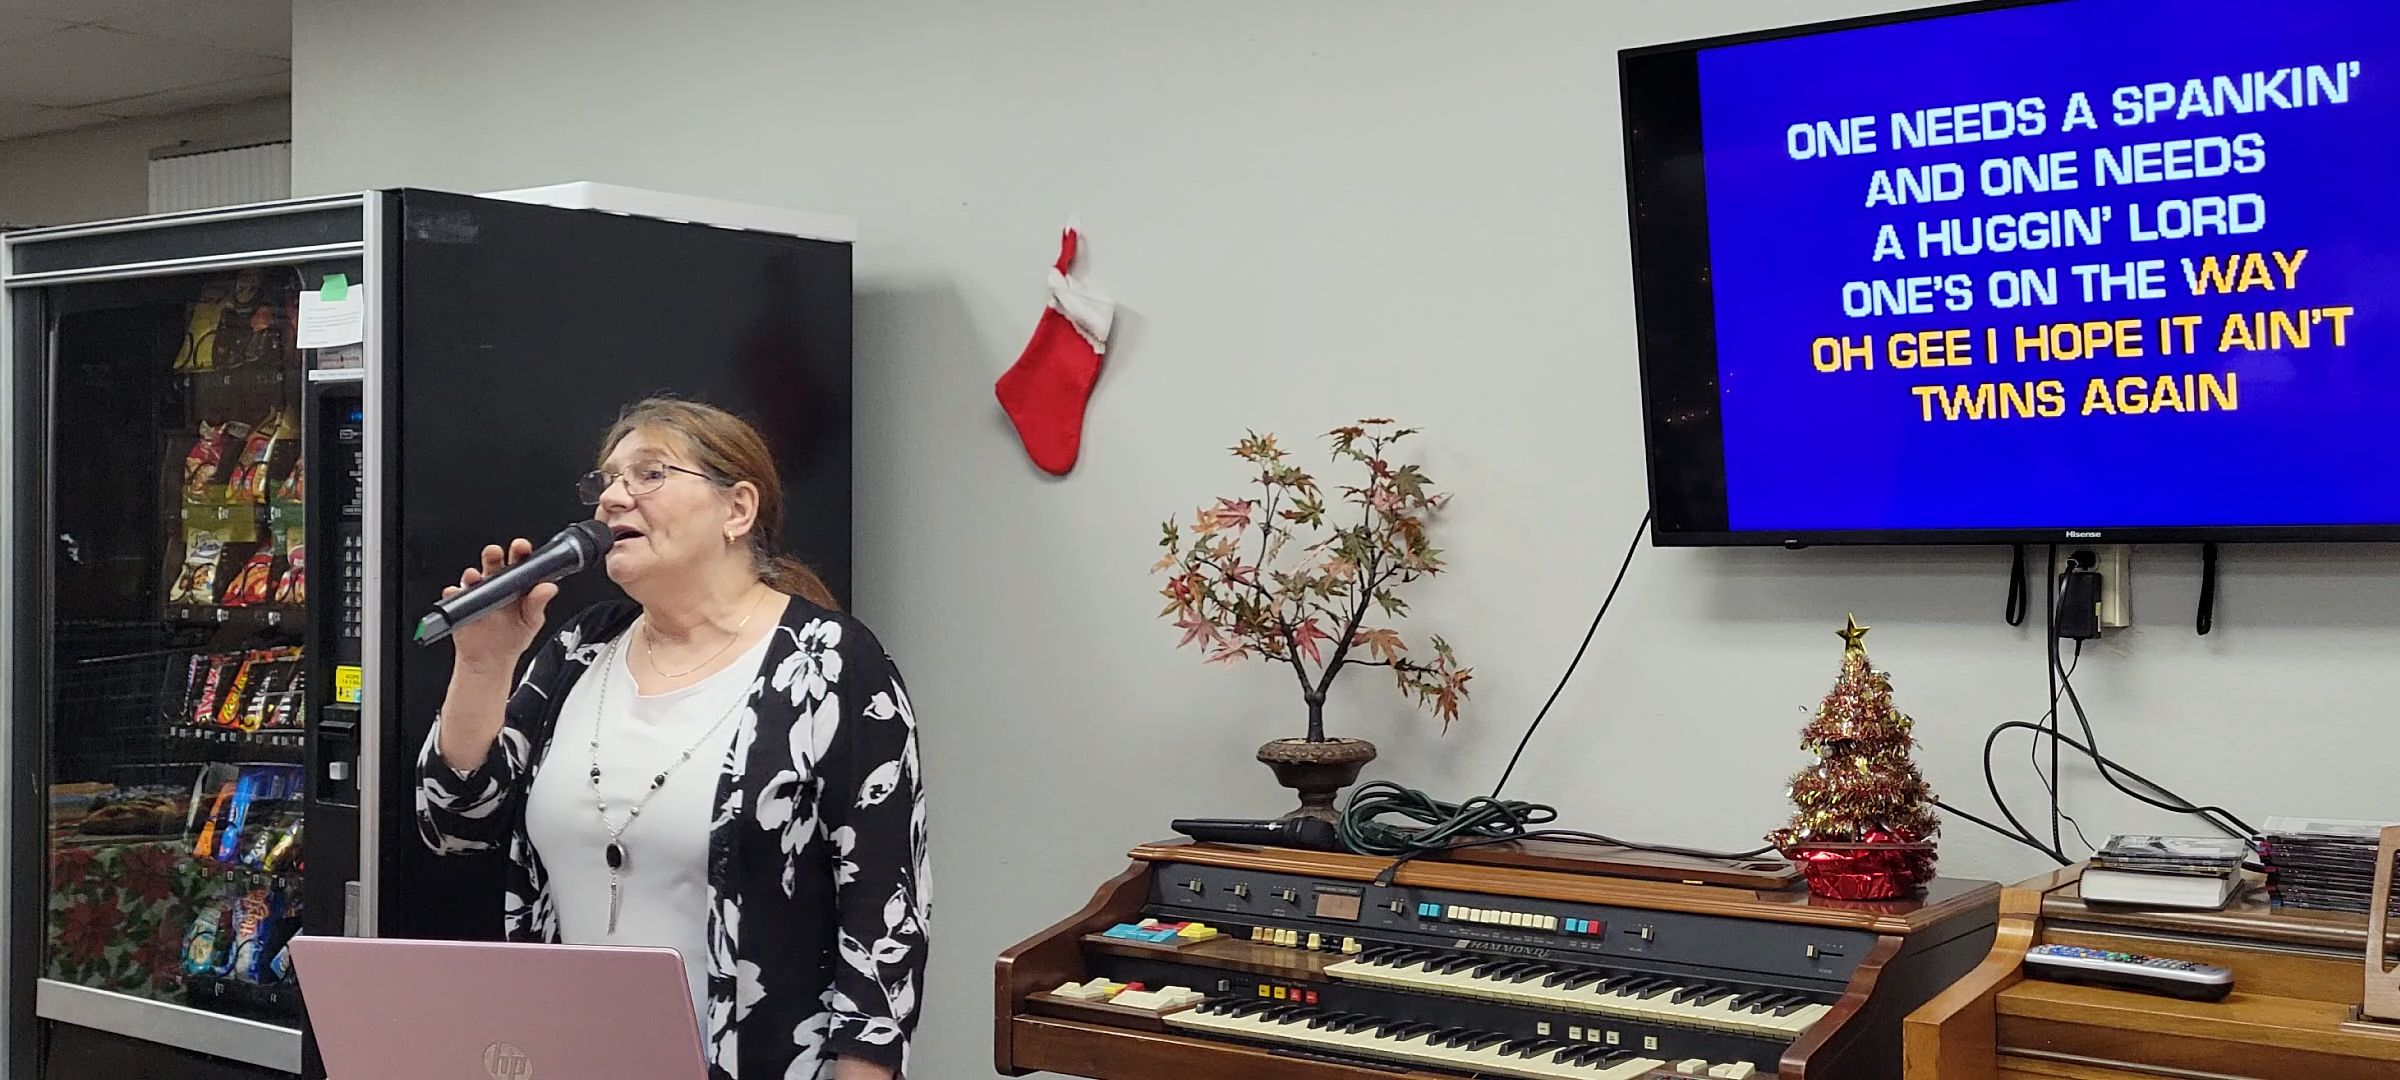 ONE NEEDS A SPANKIN'
AND ONE NEEDS
A HUGGIN' LORD
ONE'S ON THE WAY
OH GEE I HOPE IT AIN'T
TWINS AGAIN
Hisense
HAMMOND
hp